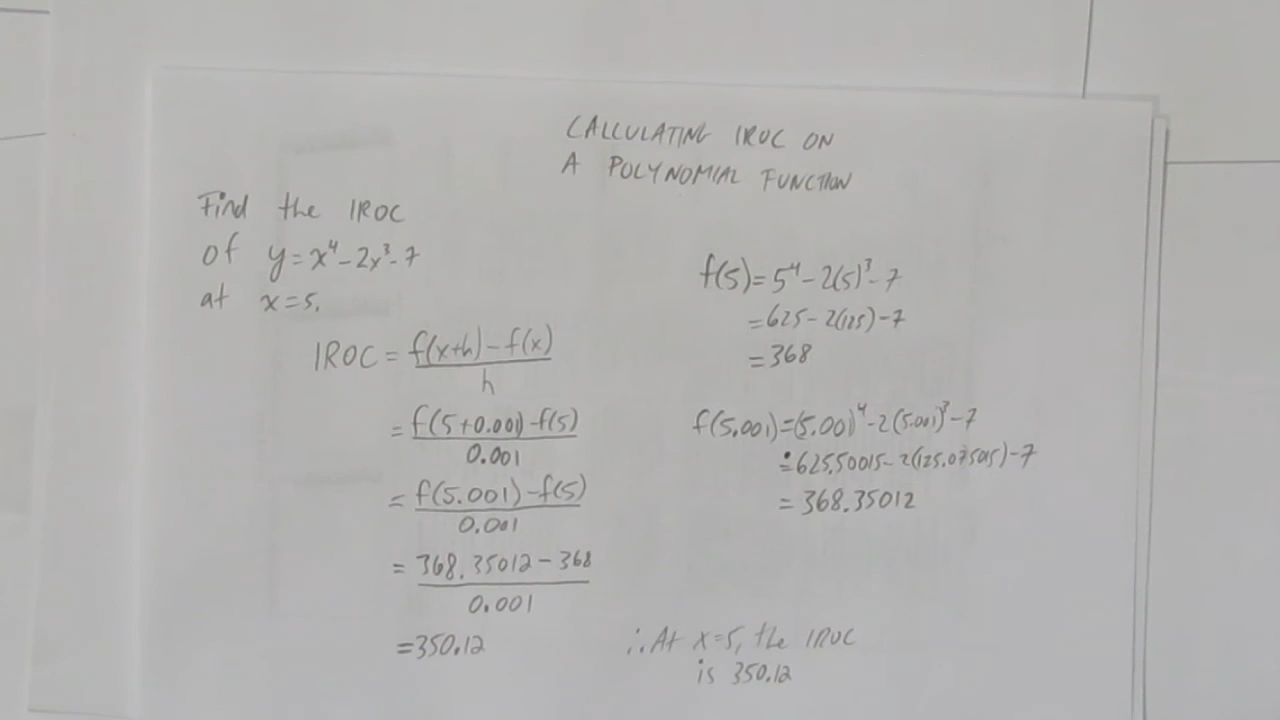 CALCULATING IROC ON
A POLYNOMIAL FUNCTION
Find the IROC
of y=x⁴-2x³-7
at x=5.
IROC = f(x+h)-f(x)
h
= f(5+0.001)-f(5)
0.001
= f(5.001)-f(5)
0.001
= 368.35012-368
0.001
=350.12
f(5)=5⁴-2(5)³-7
=625-2(125)-7
=368
f(5.001)=(5.001)⁴-2(5.001)³-7
≐625.50015-2(125.075015)-7
=368.35012
∴At x=5, the IROC
is 350.12